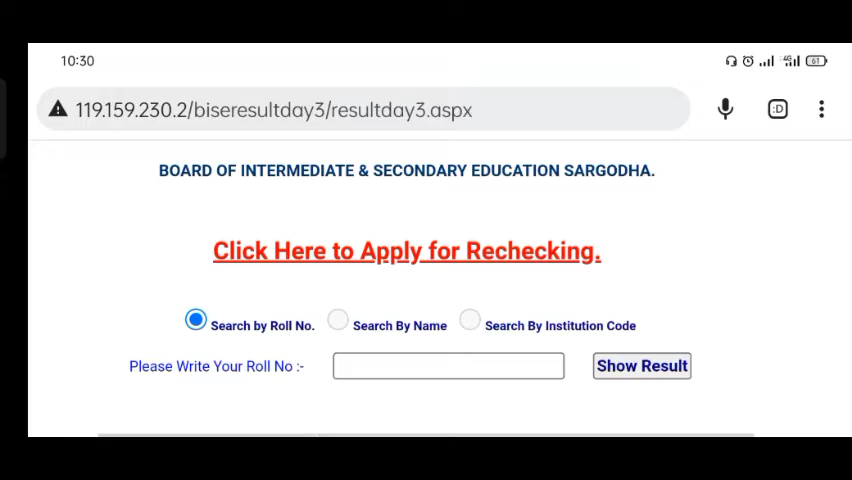 10:30
4G
61
119.159.230.2/biseresultday3/resultday3.aspx
:D
BOARD OF INTERMEDIATE & SECONDARY EDUCATION SARGODHA.
Click Here to Apply for Rechecking.
Search by Roll No. Search By Name Search By Institution Code
Please Write Your Roll No :- Show Result